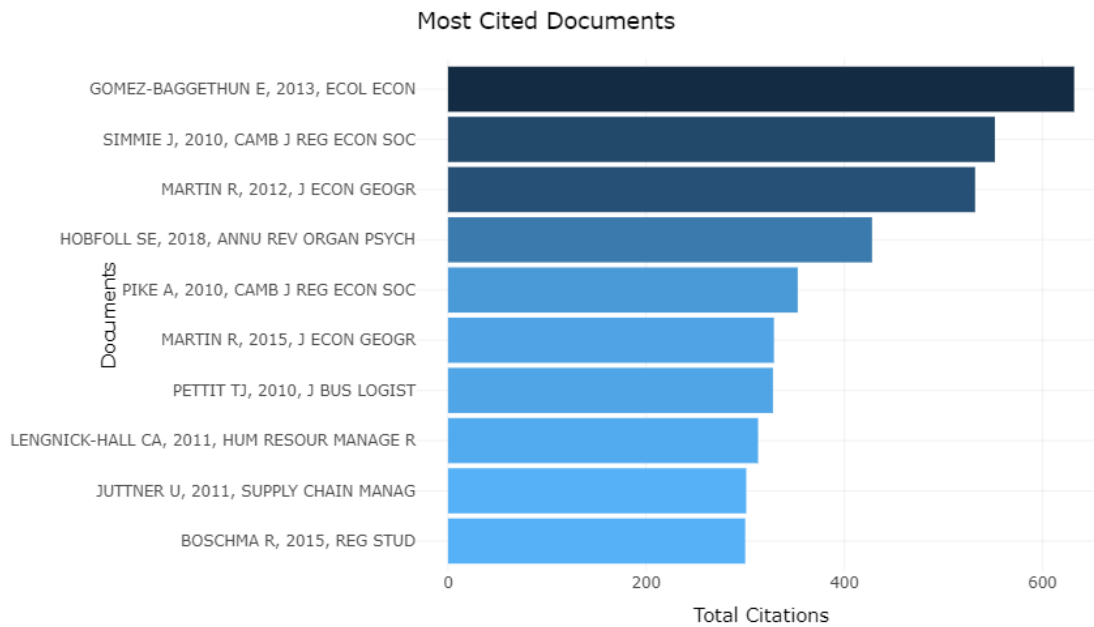 Most Cited Documents
GOMEZ-BAGGETHUN E, 2013, ECOL ECON
SIMMIE J, 2010, CAMB J REG ECON SOC
MARTIN R, 2012, J ECON GEOGR
HOBFOLL SE, 2018, ANNU REV ORGAN PSYCH
PIKE A, 2010, CAMB J REG ECON SOC
MARTIN R, 2015, J ECON GEOGR
PETTIT TJ, 2010, J BUS LOGIST
LENGNICK-HALL CA, 2011, HUM RESOUR MANAGE R
JUTTNER U, 2011, SUPPLY CHAIN MANAG
BOSCHMA R, 2015, REG STUD
Documents
0 200 400 600
Total Citations